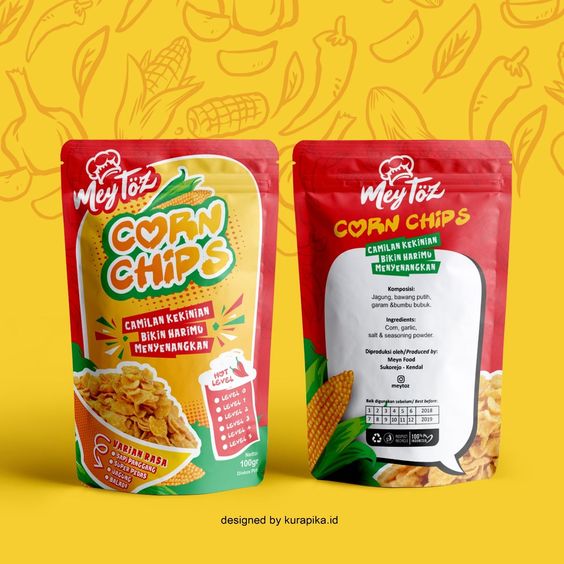 MeyTöz
CORN
CHIPS
CAMILAN KEKINIAN
BIKIN HARIMU
MENYENANGKAN
HOT
LEVEL
LEVEL 0
LEVEL 1
LEVEL 2
LEVEL 3
LEVEL 4
LEVEL 5
VARIAN RASA
SAPI PANGGANG
SUPER PEDAS
JAGUNG
BALADO
Netto
100gr
MeyTöz
CORN CHIPS
CAMILAN KEKINIAN
BIKIN HARIMU
MENYENANGKAN
Komposisi:
Jagung, bawang putih,
garam &bumbu bubuk.
Ingredients:
Corn, garlic,
salt & seasoning powder.
Diproduksi oleh/Produced by:
Meyn Food
Sukorejo - Kendal
meytoz
Baik digunakan sebelum/ Best before:
1 2 3 4 5 6 2018
7 8 9 10 11 12 2019
100%
designed by kurapika.id